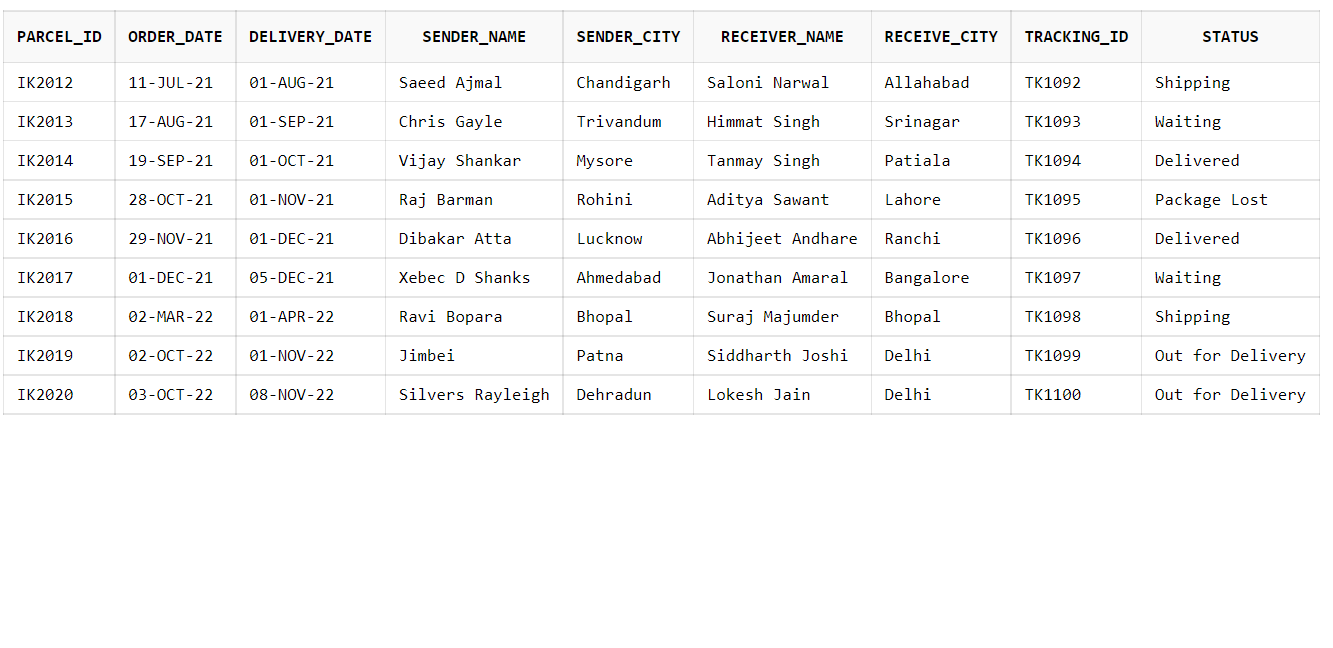 PARCEL_ID ORDER_DATE DELIVERY_DATE SENDER_NAME SENDER_CITY RECEIVER_NAME RECEIVE_CITY TRACKING_ID STATUS
IK2012 11-JUL-21 01-AUG-21 Saeed Ajmal Chandigarh Saloni Narwal Allahabad TK1092 Shipping
IK2013 17-AUG-21 01-SEP-21 Chris Gayle Trivandum Himmat Singh Srinagar TK1093 Waiting
IK2014 19-SEP-21 01-OCT-21 Vijay Shankar Mysore Tanmay Singh Patiala TK1094 Delivered
IK2015 28-OCT-21 01-NOV-21 Raj Barman Rohini Aditya Sawant Lahore TK1095 Package Lost
IK2016 29-NOV-21 01-DEC-21 Dibakar Atta Lucknow Abhijeet Andhare Ranchi TK1096 Delivered
IK2017 01-DEC-21 05-DEC-21 Xebec D Shanks Ahmedabad Jonathan Amaral Bangalore TK1097 Waiting
IK2018 02-MAR-22 01-APR-22 Ravi Bopara Bhopal Suraj Majumder Bhopal TK1098 Shipping
IK2019 02-OCT-22 01-NOV-22 Jimbei Patna Siddharth Joshi Delhi TK1099 Out for Delivery
IK2020 03-OCT-22 08-NOV-22 Silvers Rayleigh Dehradun Lokesh Jain Delhi TK1100 Out for Delivery